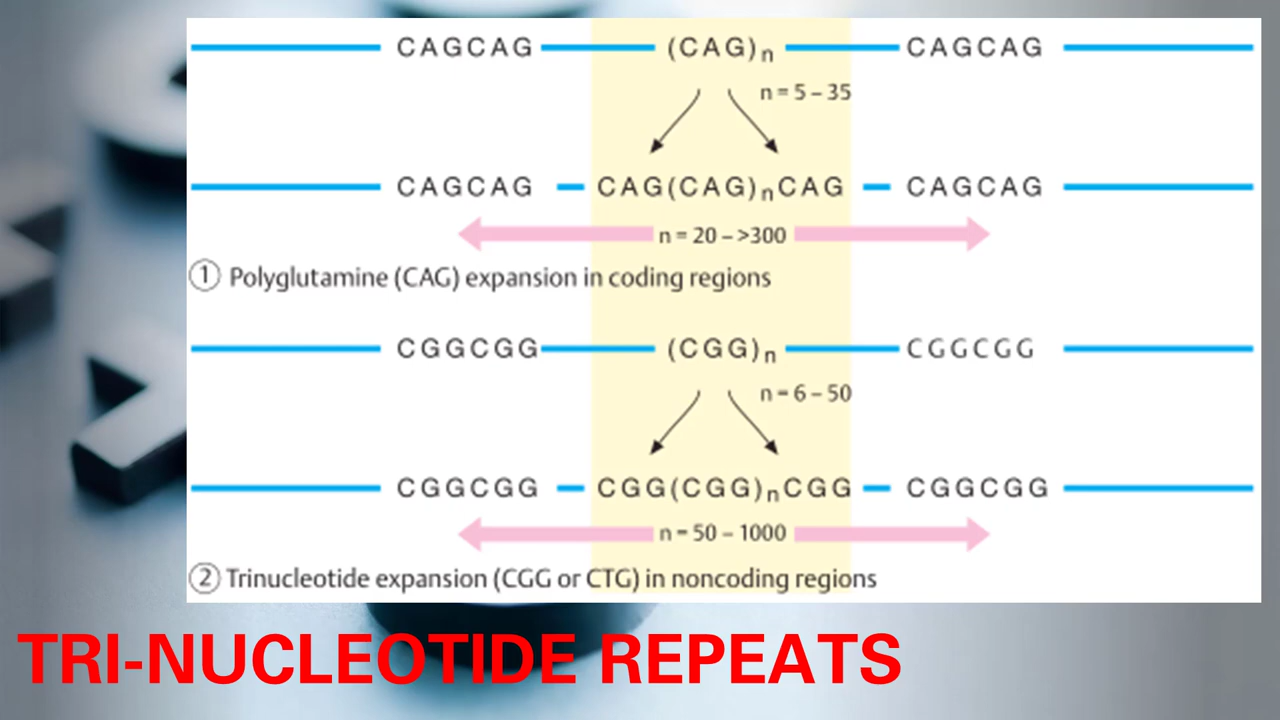 CAGCAG (CAG)n CAGCAG
n = 5 – 35
CAGCAG CAG(CAG)nCAG CAGCAG
n = 20 – >300
① Polyglutamine (CAG) expansion in coding regions
CGGCGG (CGG)n CGGCGG
n = 6 – 50
CGGCGG CGG(CGG)nCGG CGGCGG
n = 50 – 1000
② Trinucleotide expansion (CGG or CTG) in noncoding regions
TRI-NUCLEOTIDE REPEATS